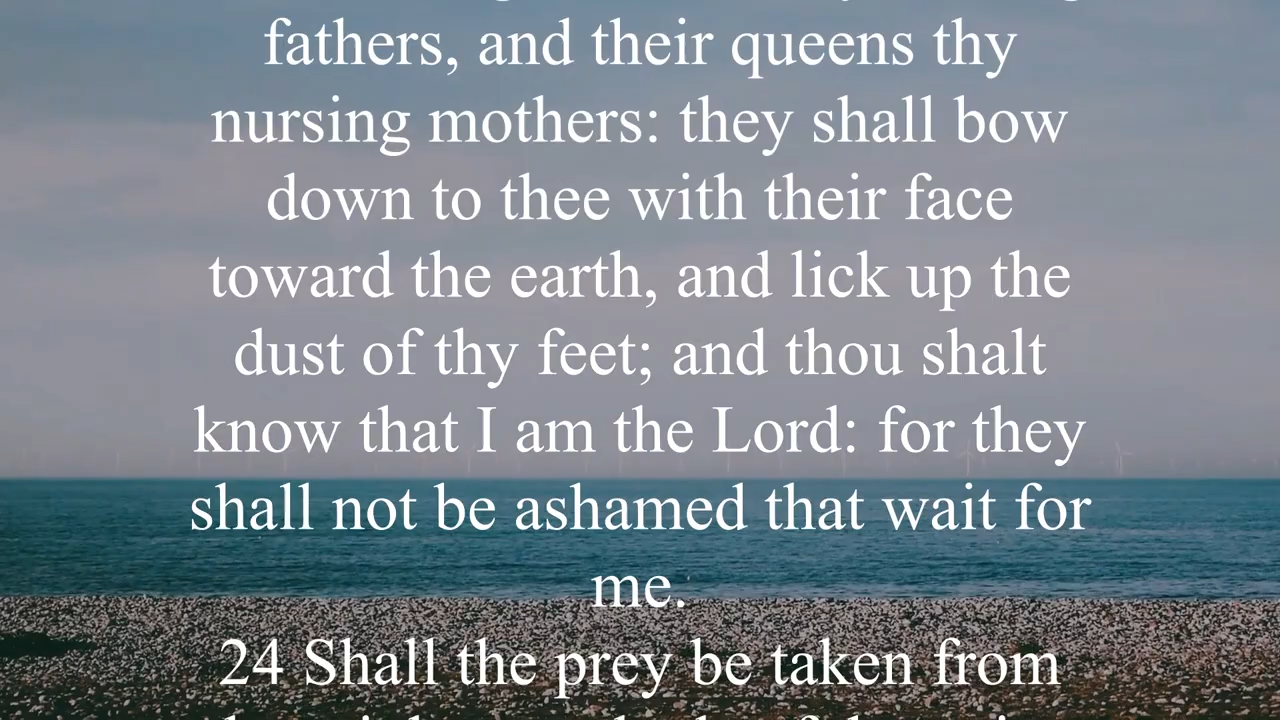 fathers, and their queens thy
nursing mothers: they shall bow
down to thee with their face
toward the earth, and lick up the
dust of thy feet; and thou shalt
know that I am the Lord: for they
shall not be ashamed that wait for
me.
24 Shall the prey be taken from